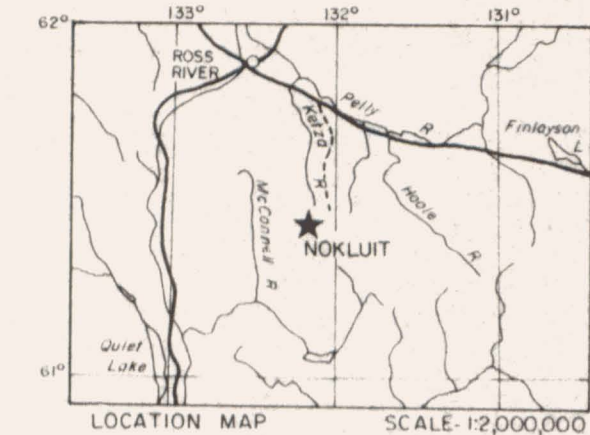 133° 132° 131°
62°
ROSS
RIVER
Pelly
R
Ketza
R
Finlayson
L
McConnell R
Hoole
R
NOKLUIT
Quiet
Lake
61°
LOCATION MAP SCALE-1:2,000,000